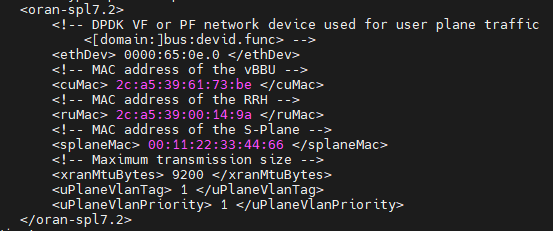 <oran-spl7.2>
<!-- DPDK VF or PF network device used for user plane traffic
<[domain:]bus:devid.func> -->
<ethDev> 0000:65:0e.0 </ethDev>
<!-- MAC address of the vBBU -->
<cuMac> 2c:a5:39:61:73:be </cuMac>
<!-- MAC address of the RRH -->
<ruMac> 2c:a5:39:00:14:9a </ruMac>
<!-- MAC address of the S-Plane -->
<splaneMac> 00:11:22:33:44:66 </splaneMac>
<!-- Maximum transmission size -->
<xranMtuBytes> 9200 </xranMtuBytes>
<uPlaneVlanTag> 1 </uPlaneVlanTag>
<uPlaneVlanPriority> 1 </uPlaneVlanPriority>
</oran-spl7.2>